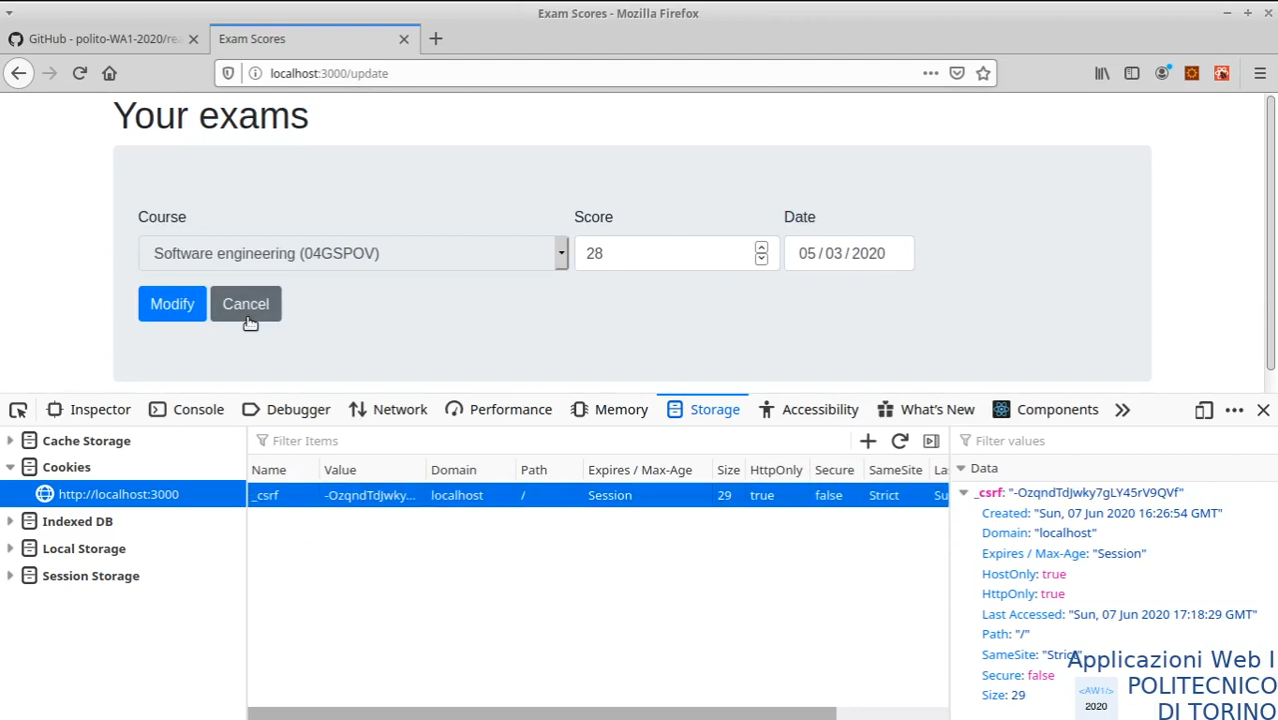 Exam Scores - Mozilla Firefox
GitHub - polito-WA1-2020/rea
Exam Scores
localhost:3000/update
Your exams
Course
Score
Date
Software engineering (04GSPOV)
28
05/03/2020
Modify
Cancel
Inspector
Console
Debugger
Network
Performance
Memory
Storage
Accessibility
What's New
Components
Cache Storage
Cookies
http://localhost:3000
Indexed DB
Local Storage
Session Storage
Filter Items
Name Value Domain Path Expires / Max-Age Size HttpOnly Secure SameSite Las
_csrf -OzqndTdJwky... localhost / Session 29 true false Strict Su
Filter values
Data
_csrf: "-OzqndTdJwky7gLY45rV9QVf"
Created: "Sun, 07 Jun 2020 16:26:54 GMT"
Domain: "localhost"
Expires / Max-Age: "Session"
HostOnly: true
HttpOnly: true
Last Accessed: "Sun, 07 Jun 2020 17:18:29 GMT"
Path: "/"
SameSite: "Strict"
Secure: false
Size: 29
Applicazioni Web I
POLITECNICO
DI TORINO
<AW1/>
2020